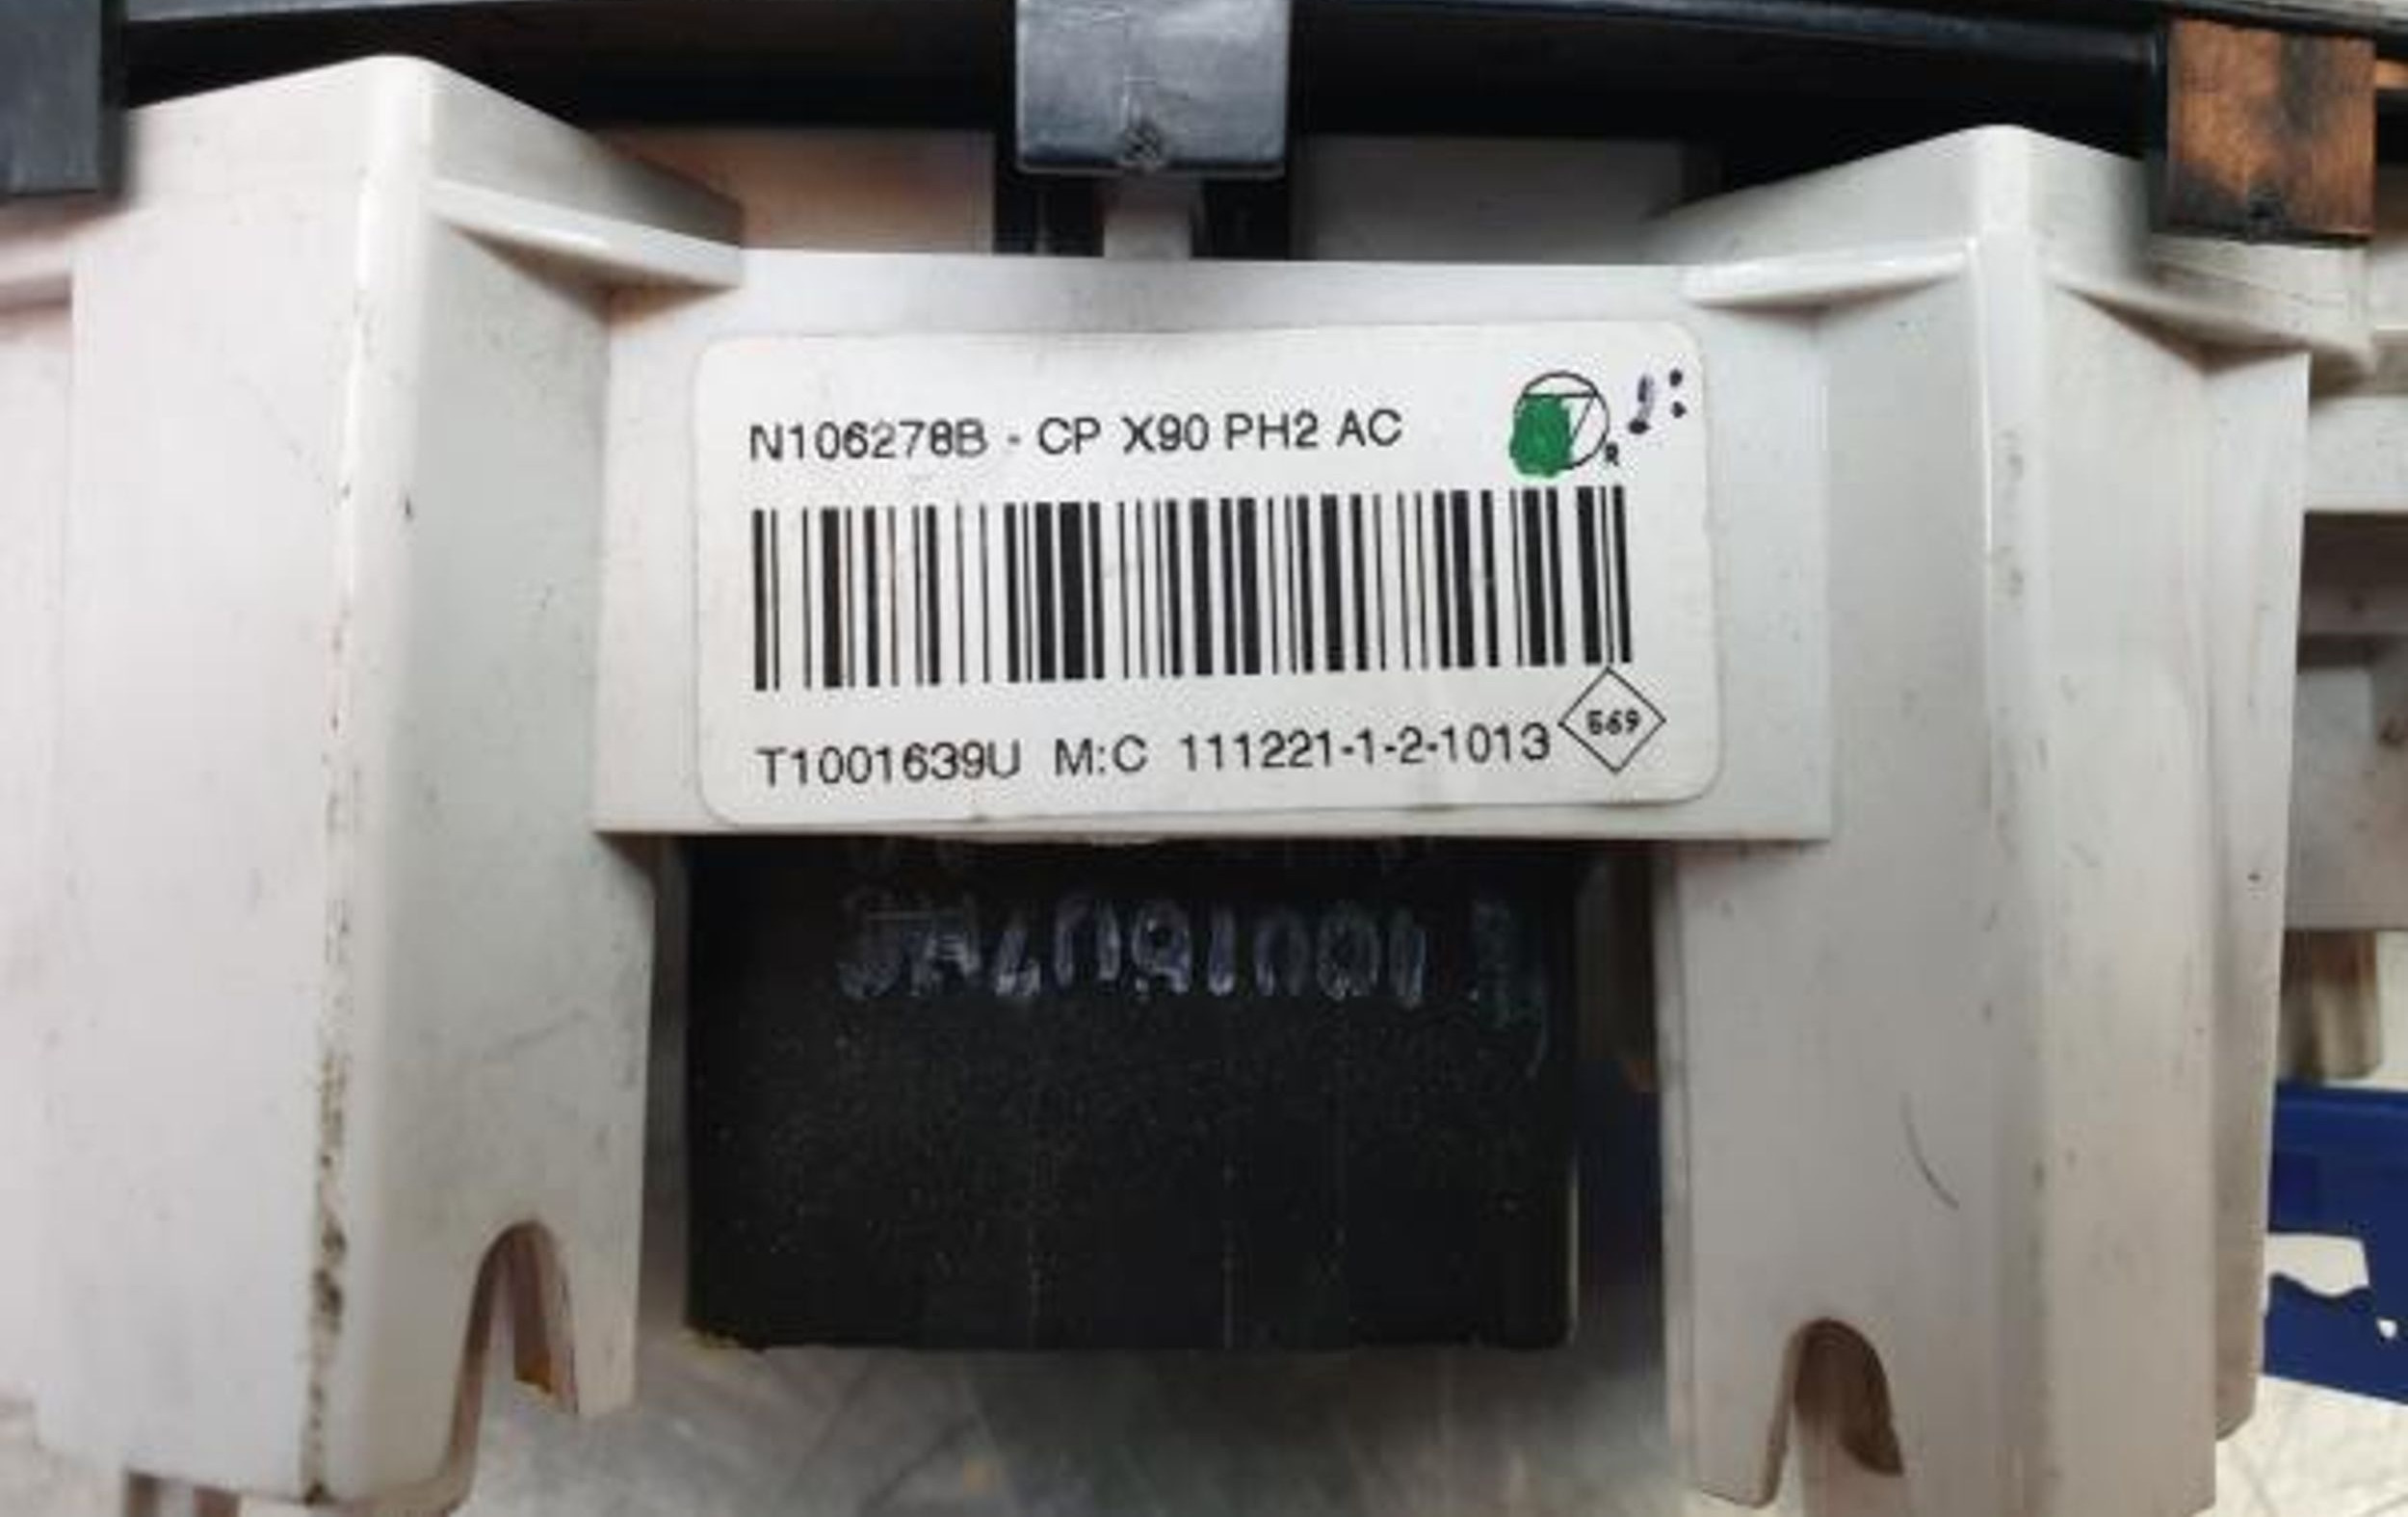 N106278B - CP X90 PH2 AC
R
T1001639U M:C 111221-1-2-1013
569